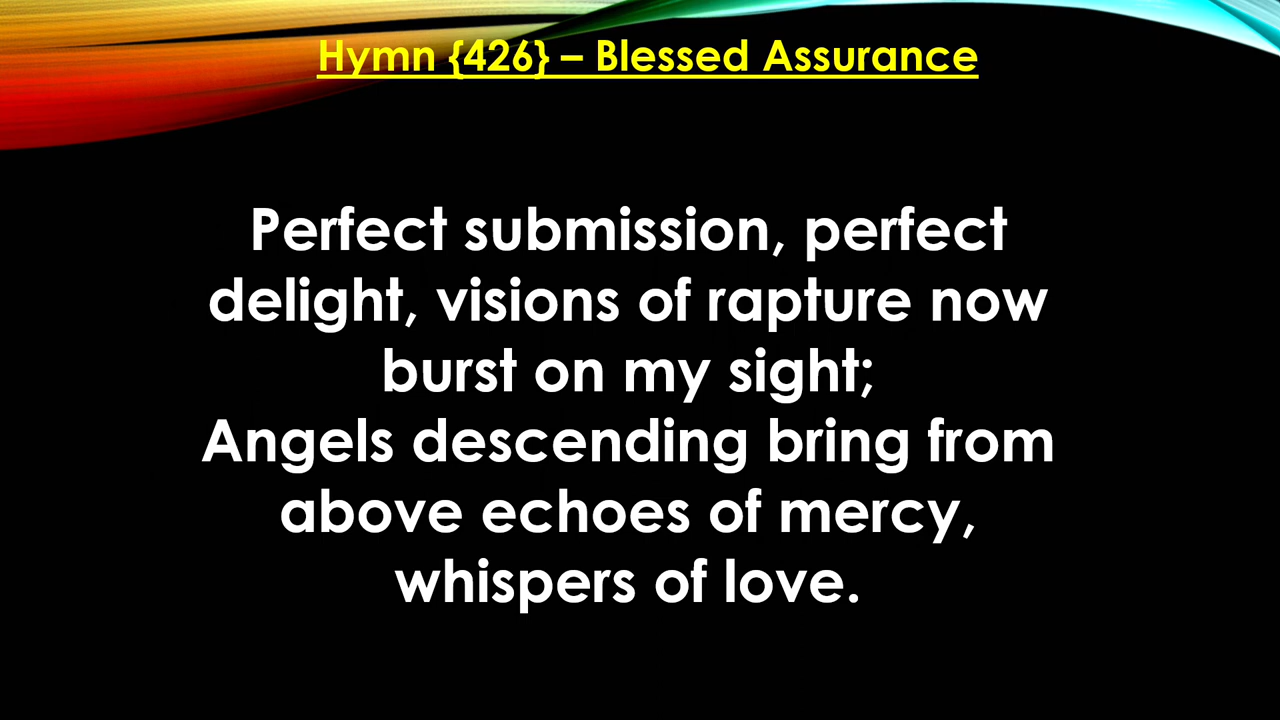 Hymn {426} – Blessed Assurance
Perfect submission, perfect
delight, visions of rapture now
burst on my sight;
Angels descending bring from
above echoes of mercy,
whispers of love.